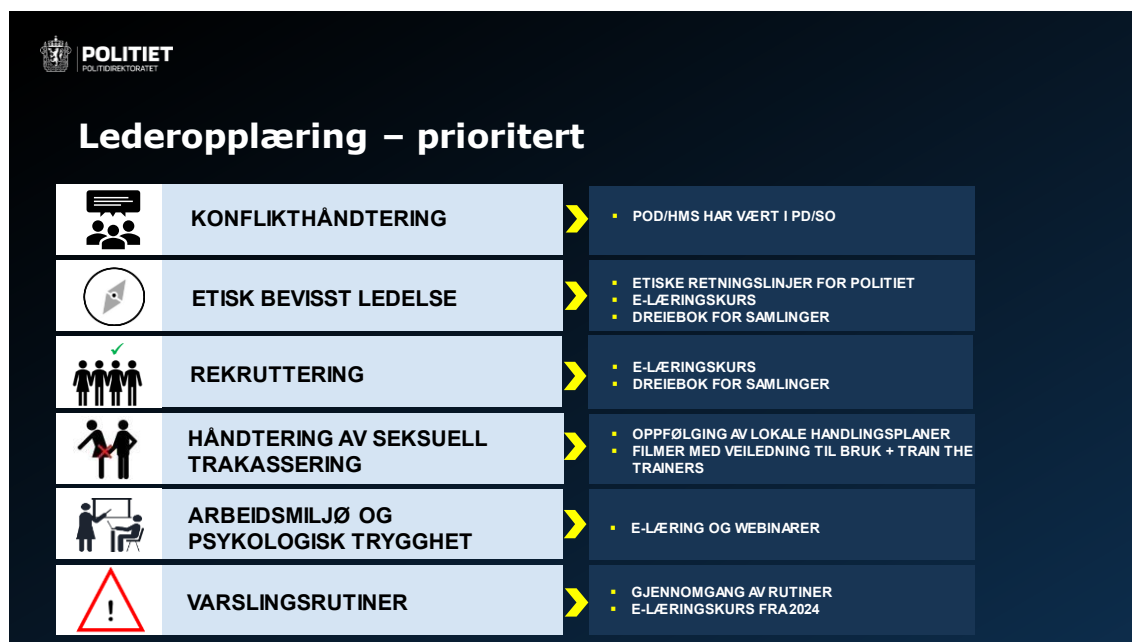 POLITIET
POLITIDIREKTORATET
Lederopplæring – prioritert
KONFLIKTHÅNDTERING
▪ POD/HMS HAR VÆRT I PD/SO
ETISK BEVISST LEDELSE
▪ ETISKE RETNINGSLINJER FOR POLITIET
▪ E-LÆRINGSKURS
▪ DREIEBOK FOR SAMLINGER
REKRUTTERING
▪ E-LÆRINGSKURS
▪ DREIEBOK FOR SAMLINGER
HÅNDTERING AV SEKSUELL
TRAKASSERING
▪ OPPFØLGING AV LOKALE HANDLINGSPLANER
▪ FILMER MED VEILEDNING TIL BRUK + TRAIN THE
TRAINERS
ARBEIDSMILJØ OG
PSYKOLOGISK TRYGGHET
▪ E-LÆRING OG WEBINARER
!
VARSLINGSRUTINER
▪ GJENNOMGANG AV RUTINER
▪ E-LÆRINGSKURS FRA 2024